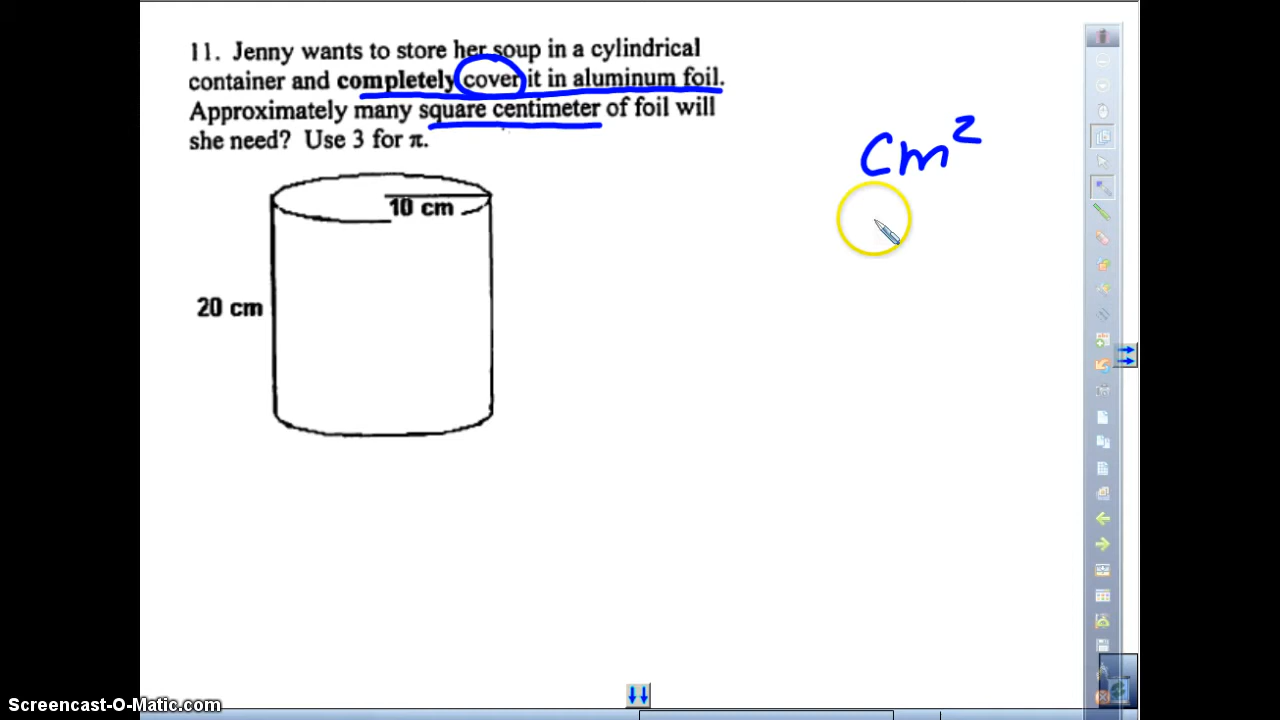 11. Jenny wants to store her soup in a cylindrical
container and completely cover it in aluminum foil.
Approximately many square centimeter of foil will
she need? Use 3 for π.
cm²
10 cm
20 cm
Screencast-O-Matic.com